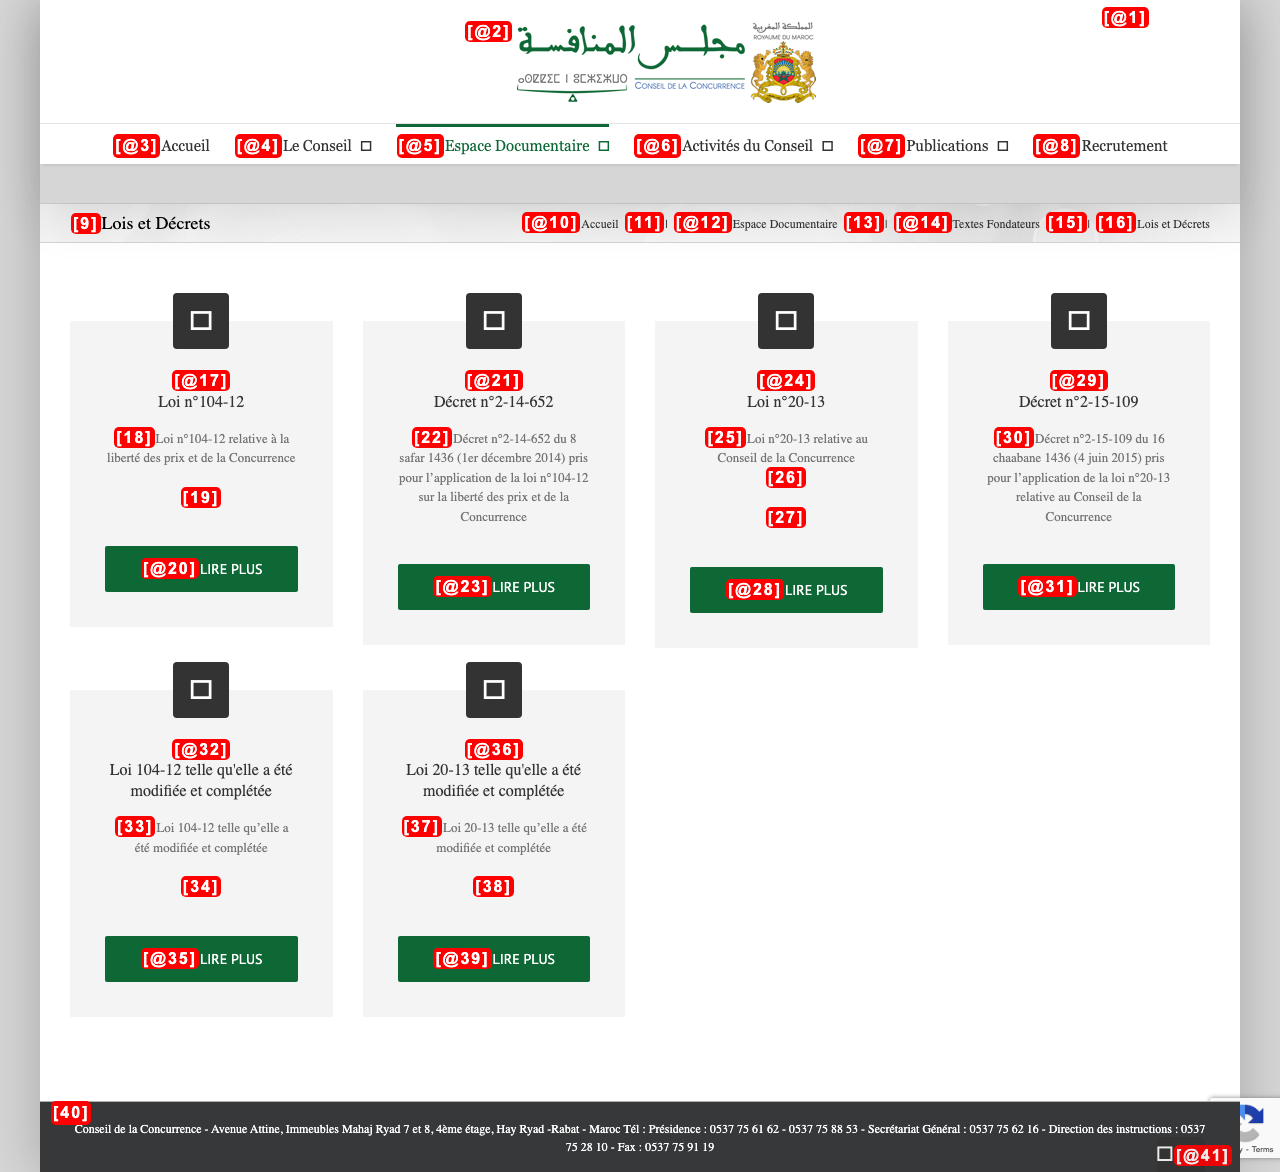 [@1]
[@2] مجلس المنافسة المملكة المغربية
ROYAUME DU MAROC
CONSEIL DE LA CONCURRENCE
[@3] Accueil [@4] Le Conseil [@5] Espace Documentaire [@6] Activités du Conseil [@7] Publications [@8] Recrutement
[9] Lois et Décrets [@10] Accueil [11] | [@12] Espace Documentaire [13] | [@14] Textes Fondateurs [15] | [16] Lois et Décrets
[@17]
Loi n°104-12
[18] Loi n°104-12 relative à la
liberté des prix et de la Concurrence
[19]
[@20] LIRE PLUS
[@21]
Décret n°2-14-652
[22] Décret n°2-14-652 du 8
safar 1436 (1er décembre 2014) pris
pour l’application de la loi n°104-12
sur la liberté des prix et de la
Concurrence
[@23] LIRE PLUS
[@24]
Loi n°20-13
[25] Loi n°20-13 relative au
Conseil de la Concurrence
[26]
[27]
[@28] LIRE PLUS
[@29]
Décret n°2-15-109
[30] Décret n°2-15-109 du 16
chaabane 1436 (4 juin 2015) pris
pour l’application de la loi n°20-13
relative au Conseil de la
Concurrence
[@31] LIRE PLUS
[@32]
Loi 104-12 telle qu'elle a été
modifiée et complétée
[33] Loi 104-12 telle qu’elle a
été modifiée et complétée
[34]
[@35] LIRE PLUS
[@36]
Loi 20-13 telle qu'elle a été
modifiée et complétée
[37] Loi 20-13 telle qu’elle a été
modifiée et complétée
[38]
[@39] LIRE PLUS
[40]
Conseil de la Concurrence - Avenue Attine, Immeubles Mahaj Ryad 7 et 8, 4ème étage, Hay Ryad -Rabat - Maroc Tél : Présidence : 0537 75 61 62 - 0537 75 88 53 - Secrétariat Général : 0537 75 62 16 - Direction des instructions : 0537
75 28 10 - Fax : 0537 75 91 19
[@41] - Terms